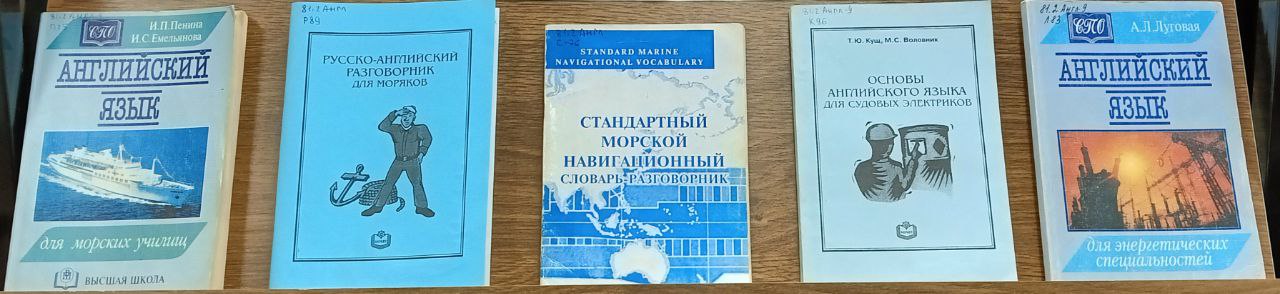 И.П.Пенина
И.С.Емельянова
СПО
АНГЛИЙСКИЙ
ЯЗЫК
для морских училищ
ВЫСШАЯ ШКОЛА
81.2 Англ
Р89
РУССКО-АНГЛИЙСКИЙ
РАЗГОВОРНИК
ДЛЯ МОРЯКОВ
STANDARD MARINE
NAVIGATIONAL VOCABULARY
СТАНДАРТНЫЙ
МОРСКОЙ
НАВИГАЦИОННЫЙ
СЛОВАРЬ-РАЗГОВОРНИК
81.2 Англ-9
К96
Т.Ю. Кущ, М.С. Воловник
ОСНОВЫ
АНГЛИЙСКОГО ЯЗЫКА
ДЛЯ СУДОВЫХ ЭЛЕКТРИКОВ
81.2 Англ-9
Л83
СПО
А.Л.Луговая
АНГЛИЙСКИЙ
ЯЗЫК
для энергетических
специальностей